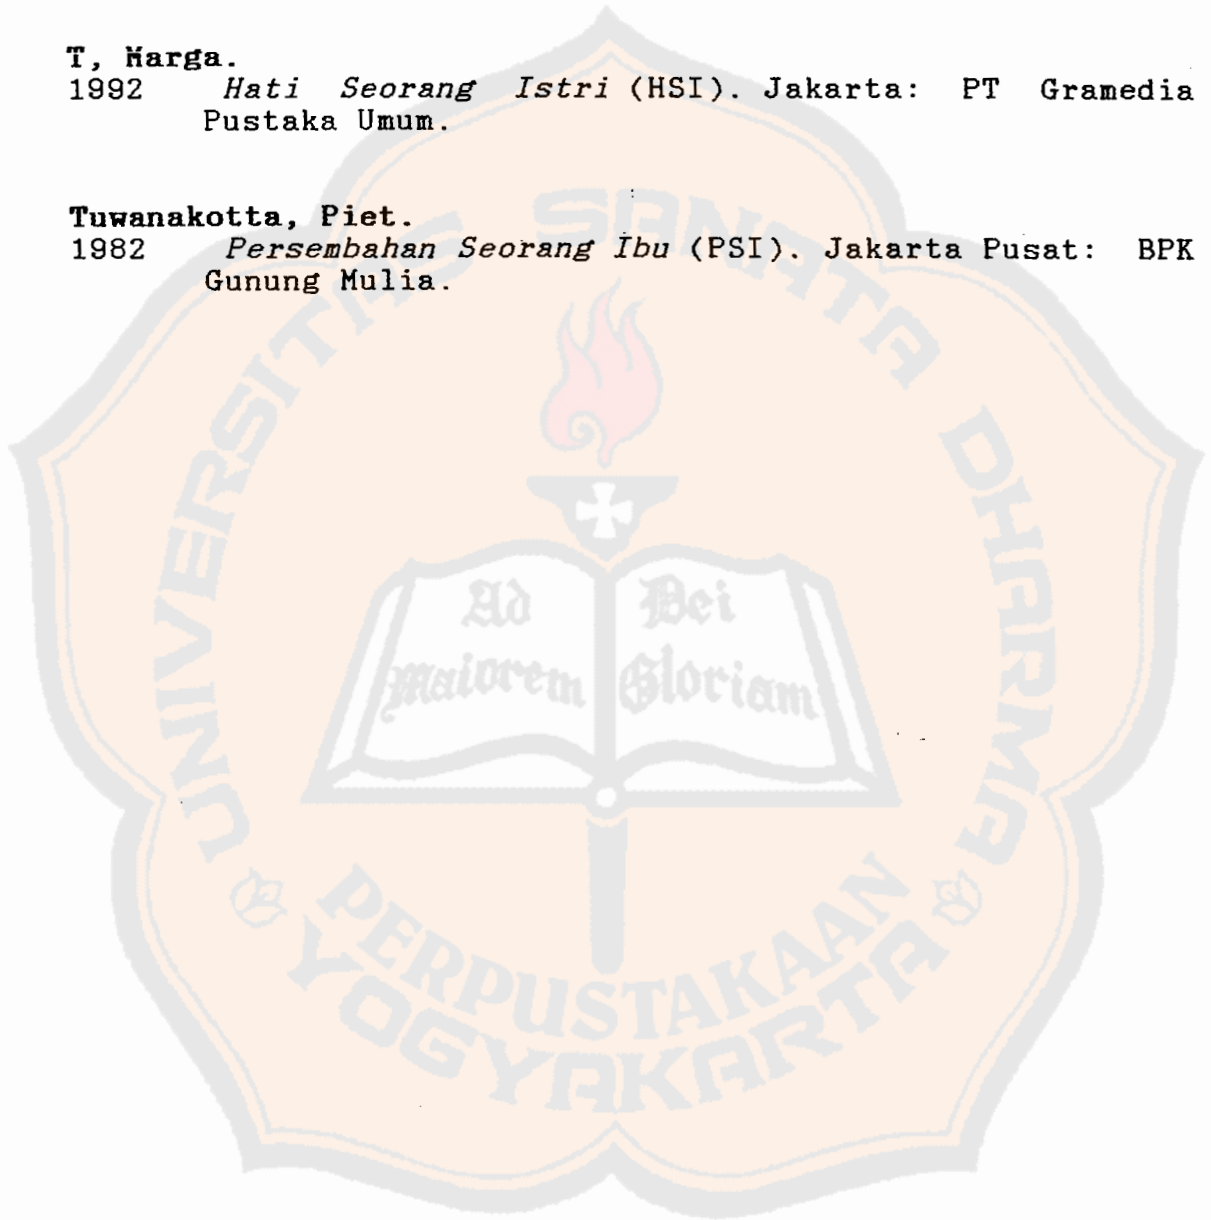 T, Marga.
1992 Hati Seorang Istri (HSI). Jakarta: PT Gramedia
Pustaka Umum.
Tuwanakotta, Piet.
1982 Persembahan Seorang Ibu (PSI). Jakarta Pusat: BPK
Gunung Mulia.
UNIVERSITAS SANATA DHARMA
Ad Dei
maiorem Gloriam
PERPUSTAKAAN
YOGYAKARTA